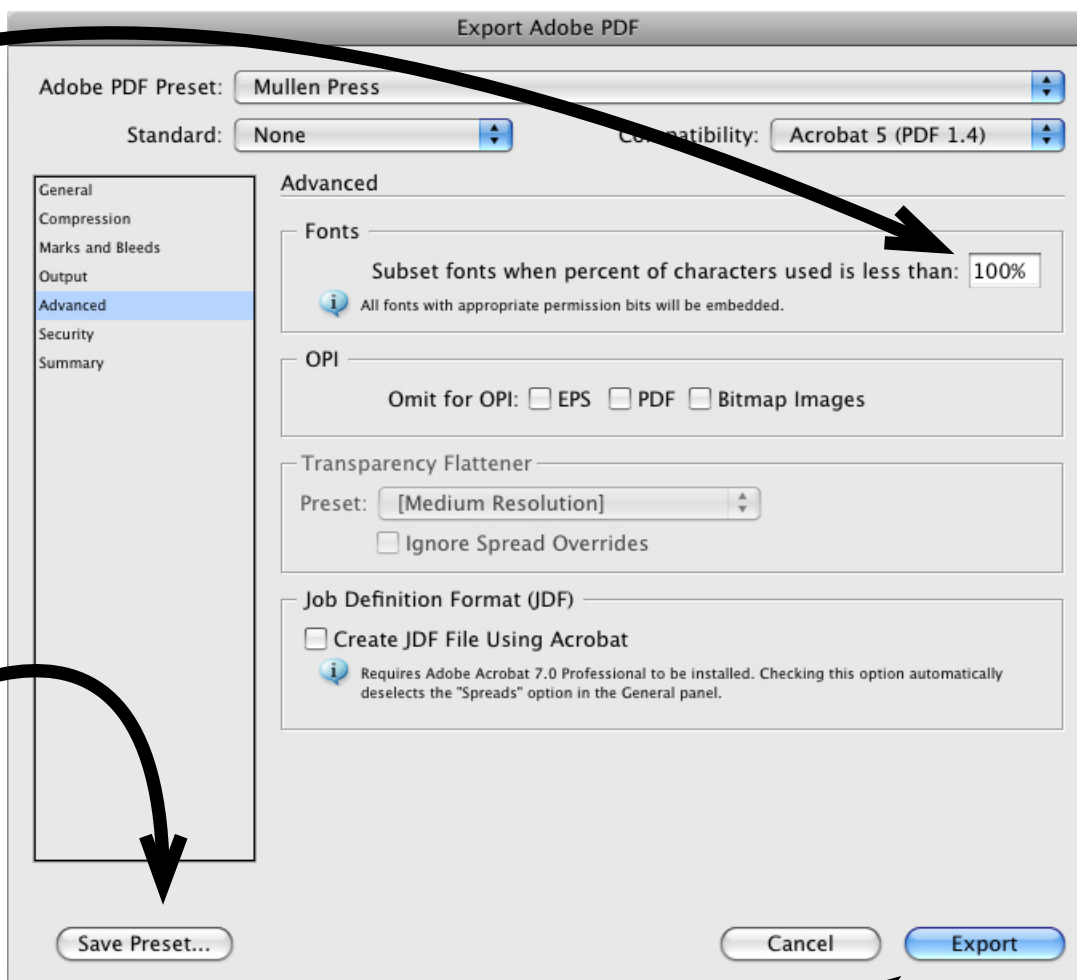 Export Adobe PDF
Adobe PDF Preset: Mullen Press
Standard: None Compatibility: Acrobat 5 (PDF 1.4)
General
Compression
Marks and Bleeds
Output
Advanced
Security
Summary
Advanced
Fonts
Subset fonts when percent of characters used is less than: 100%
All fonts with appropriate permission bits will be embedded.
OPI
Omit for OPI: EPS PDF Bitmap Images
Transparency Flattener
Preset: [Medium Resolution]
Ignore Spread Overrides
Job Definition Format (JDF)
Create JDF File Using Acrobat
Requires Adobe Acrobat 7.0 Professional to be installed. Checking this option automatically
deselects the "Spreads" option in the General panel.
Save Preset... Cancel Export